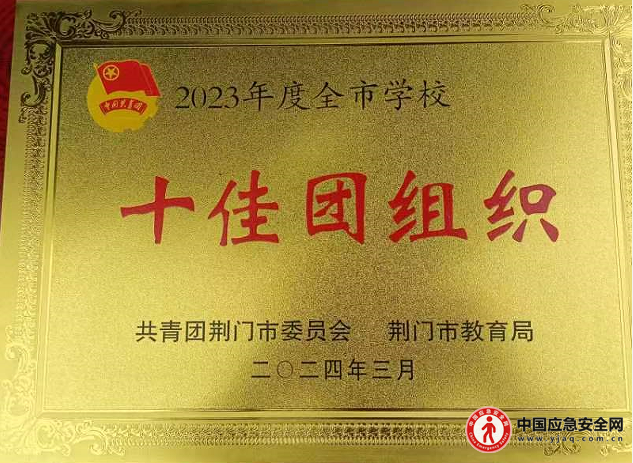 中国共青团
2023年度全市学校
十佳团组织
共青团荆门市委员会 荆门市教育局
二〇二四年三月
中国应急安全网
www.yjaq.com.cn